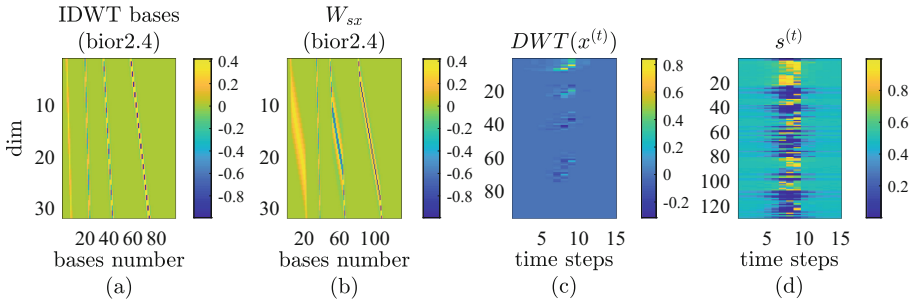 IDWT bases
(bior2.4)
dim
10
20
30
20 40 60 80
bases number
0.4
0.2
0
-0.2
-0.4
-0.6
-0.8
(a)
W_{sx}
(bior2.4)
10
20
30
20 60 100
bases number
0.4
0.2
0
-0.2
-0.4
-0.6
-0.8
(b)
DWT(x^{(t)})
20
40
60
80
5 10 15
time steps
0.8
0.6
0.4
0.2
0
-0.2
(c)
s^{(t)}
20
40
60
80
100
120
5 10 15
time steps
0.8
0.6
0.4
0.2
(d)